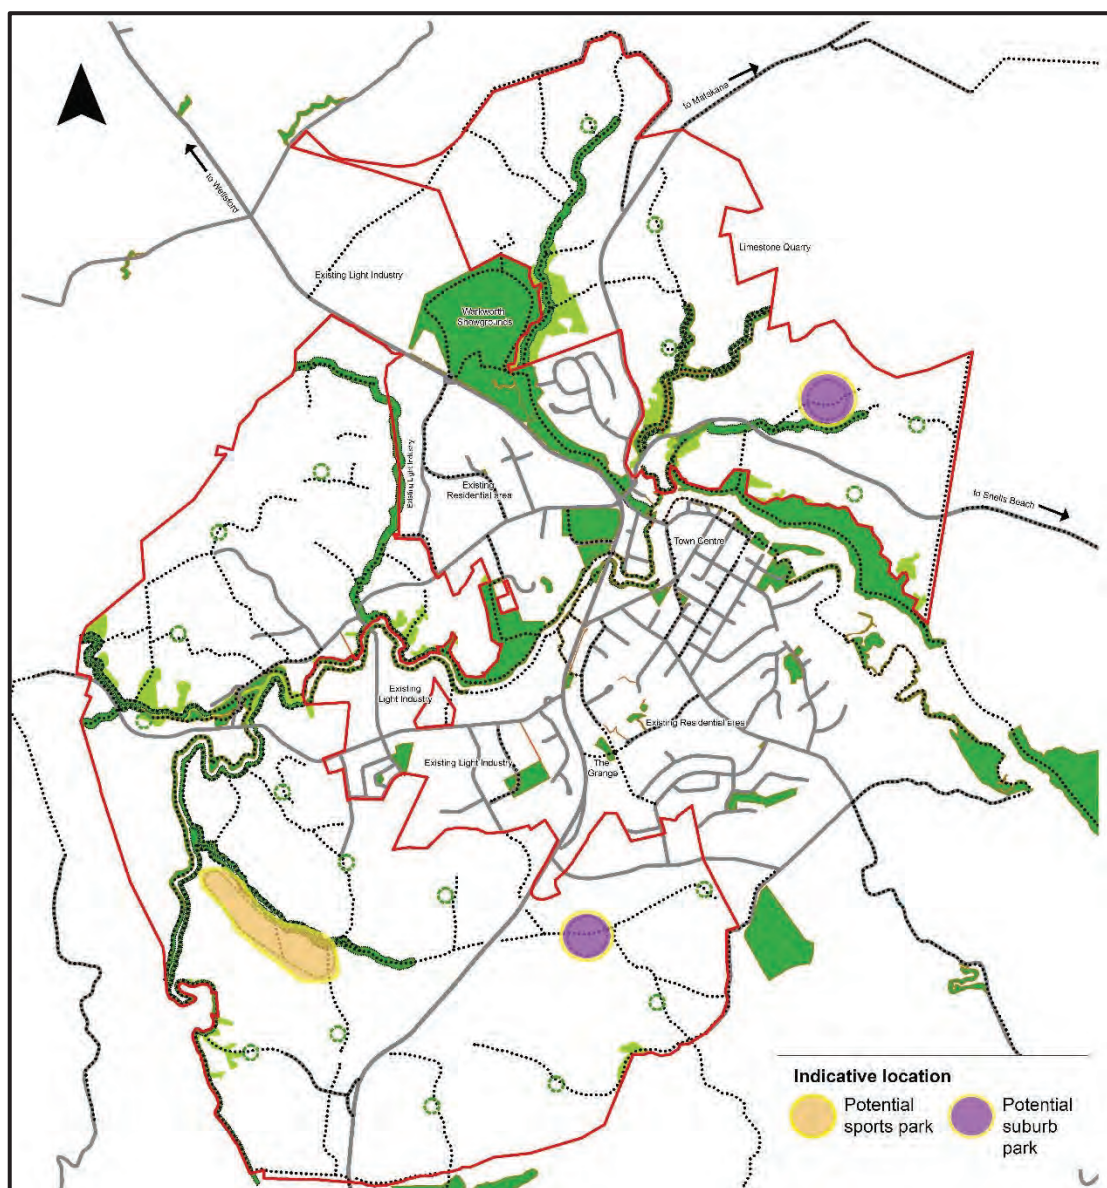 to Matakana
to Wellsford
Limestone Quarry
Existing Light Industry
Warkworth
Showgrounds
Existing Light Industry
Existing
Residential area
to Snells Beach
Town Centre
Existing
Light Industry
Existing Residential area
Existing Light Industry
The
Grange
Indicative location
Potential
sports park
Potential
suburb
park